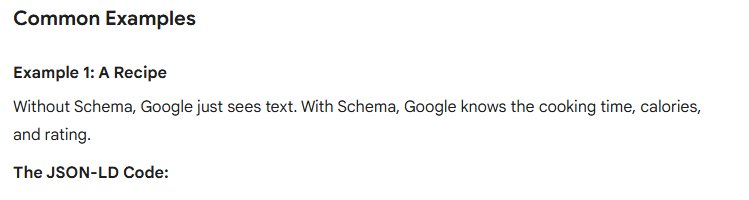 Common Examples
Example 1: A Recipe
Without Schema, Google just sees text. With Schema, Google knows the cooking time, calories,
and rating.
The JSON-LD Code: